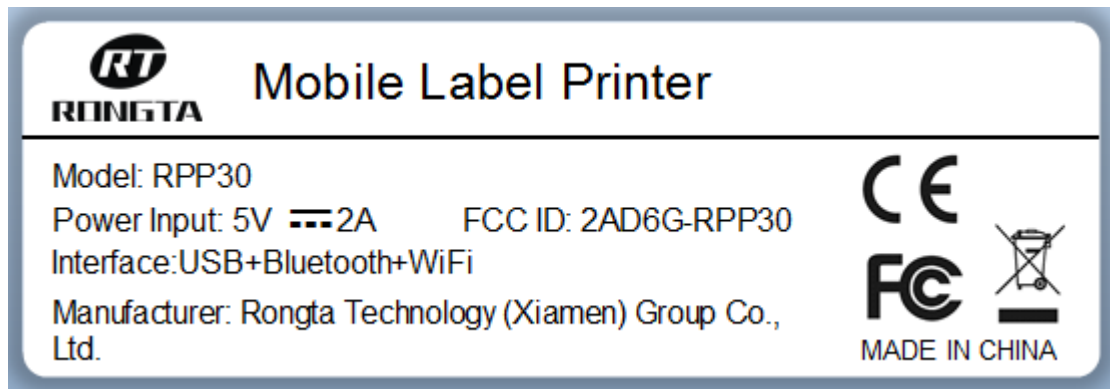 RT
RONGTA
Mobile Label Printer
Model: RPP30
Power Input: 5V ⎓2A FCC ID: 2AD6G-RPP30
Interface:USB+Bluetooth+WiFi
Manufacturer: Rongta Technology (Xiamen) Group Co.,
Ltd.
CE
FC
MADE IN CHINA